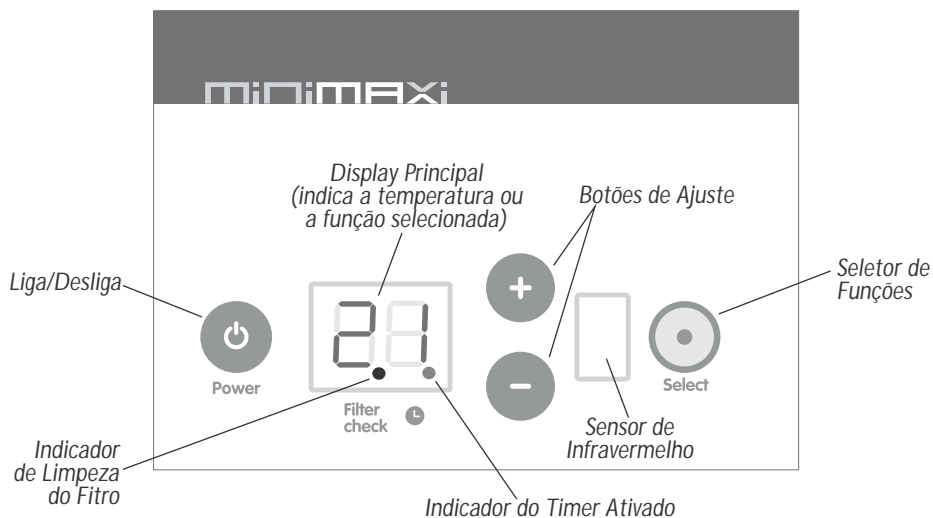 miNiMAXi
Display Principal
(indica a temperatura ou
a função selecionada)
Botões de Ajuste
Liga/Desliga
Seletor de
Funções
21
Power
Filter
check
Select
Sensor de
Infravermelho
Indicador
de Limpeza
do Fitro
Indicador do Timer Ativado